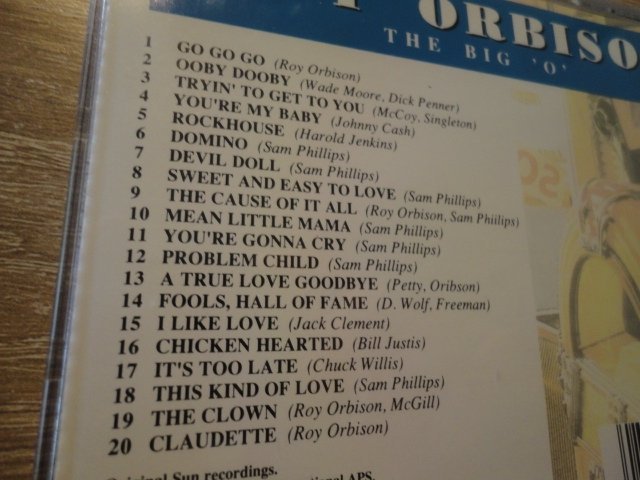 ORBISO
THE BIG 'O'
1 GO GO GO (Roy Orbison)
2 OOBY DOOBY (Wade Moore, Dick Penner)
3 TRYIN' TO GET TO YOU (McCoy, Singleton)
4 YOU'RE MY BABY (Johnny Cash)
5 ROCKHOUSE (Harold Jenkins)
6 DOMINO (Sam Phillips)
7 DEVIL DOLL (Sam Phillips)
8 SWEET AND EASY TO LOVE (Sam Phillips)
9 THE CAUSE OF IT ALL (Roy Orbison, Sam Phillips)
10 MEAN LITTLE MAMA (Sam Phillips)
11 YOU'RE GONNA CRY (Sam Phillips)
12 PROBLEM CHILD (Sam Phillips)
13 A TRUE LOVE GOODBYE (Petty, Oribson)
14 FOOLS, HALL OF FAME (D. Wolf, Freeman)
15 I LIKE LOVE (Jack Clement)
16 CHICKEN HEARTED (Bill Justis)
17 IT'S TOO LATE (Chuck Willis)
18 THIS KIND OF LOVE (Sam Phillips)
19 THE CLOWN (Roy Orbison, McGill)
20 CLAUDETTE (Roy Orbison)
Sun recordings.
APS.